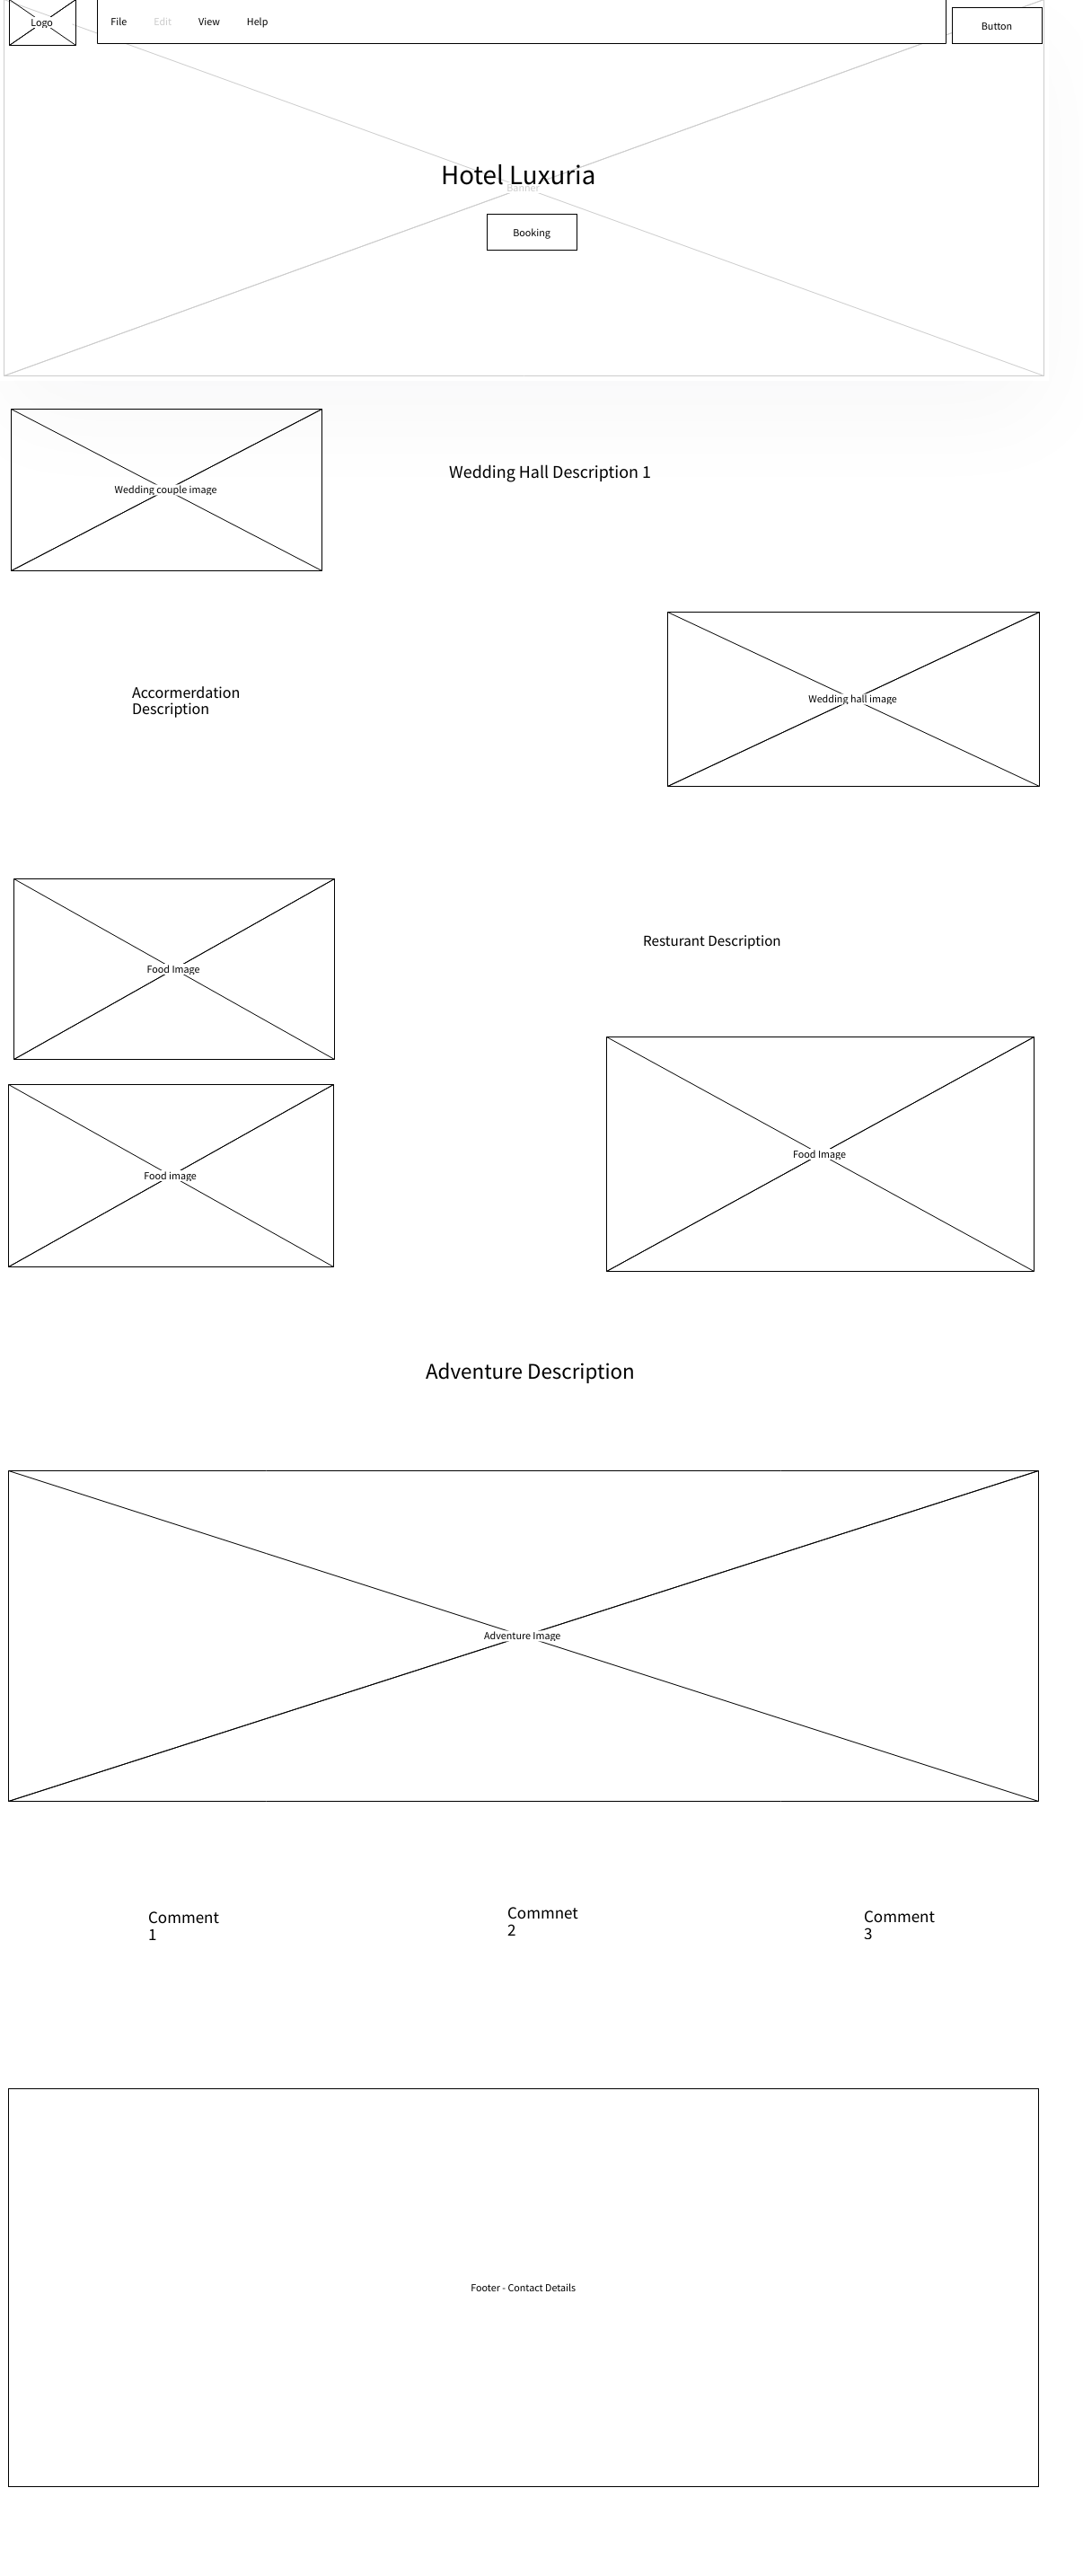 Logo
File Edit View Help
Button
Hotel Luxuria
Banner
Booking
Wedding couple image
Wedding Hall Description 1
Accormerdation
Description
Wedding hall image
Food Image
Resturant Description
Food image
Food Image
Adventure Description
Adventure Image
Comment
1
Commnet
2
Comment
3
Footer - Contact Details